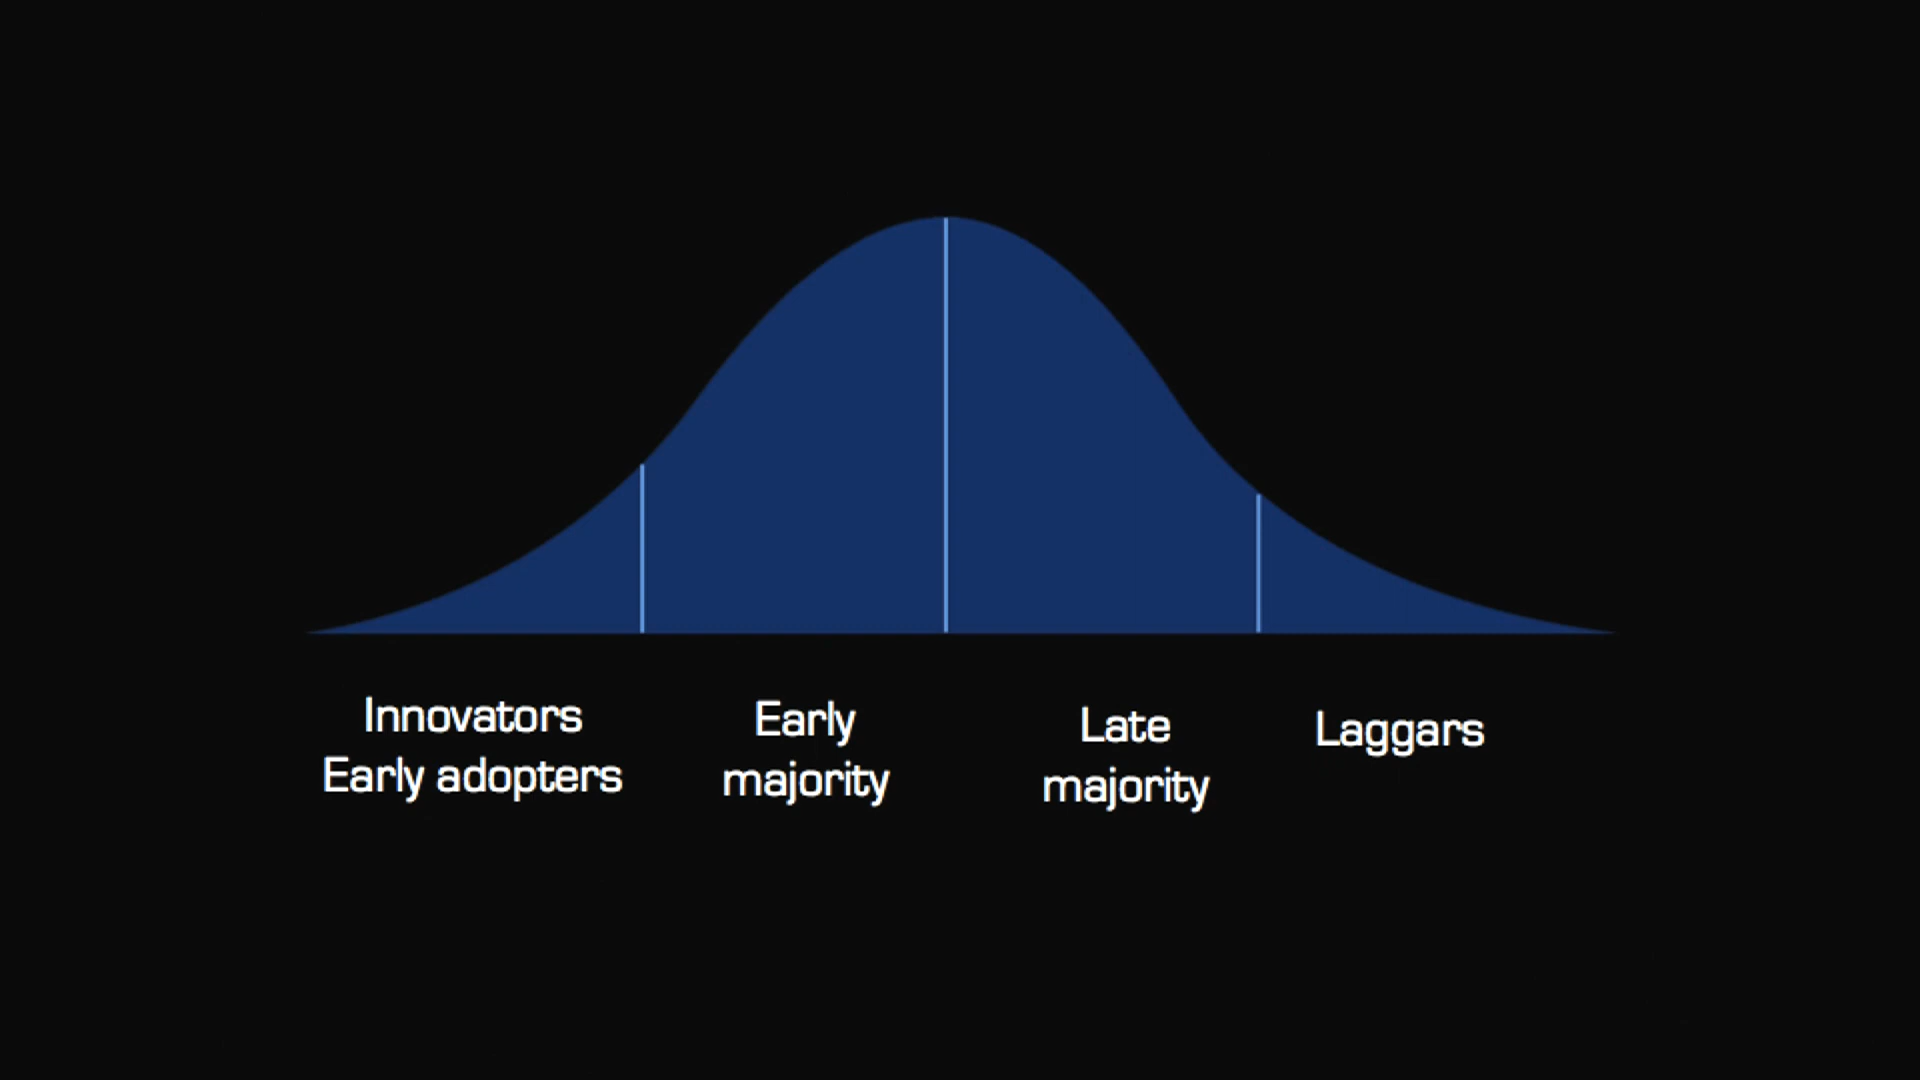 Innovators
Early adopters
Early
majority
Late
majority
Laggars